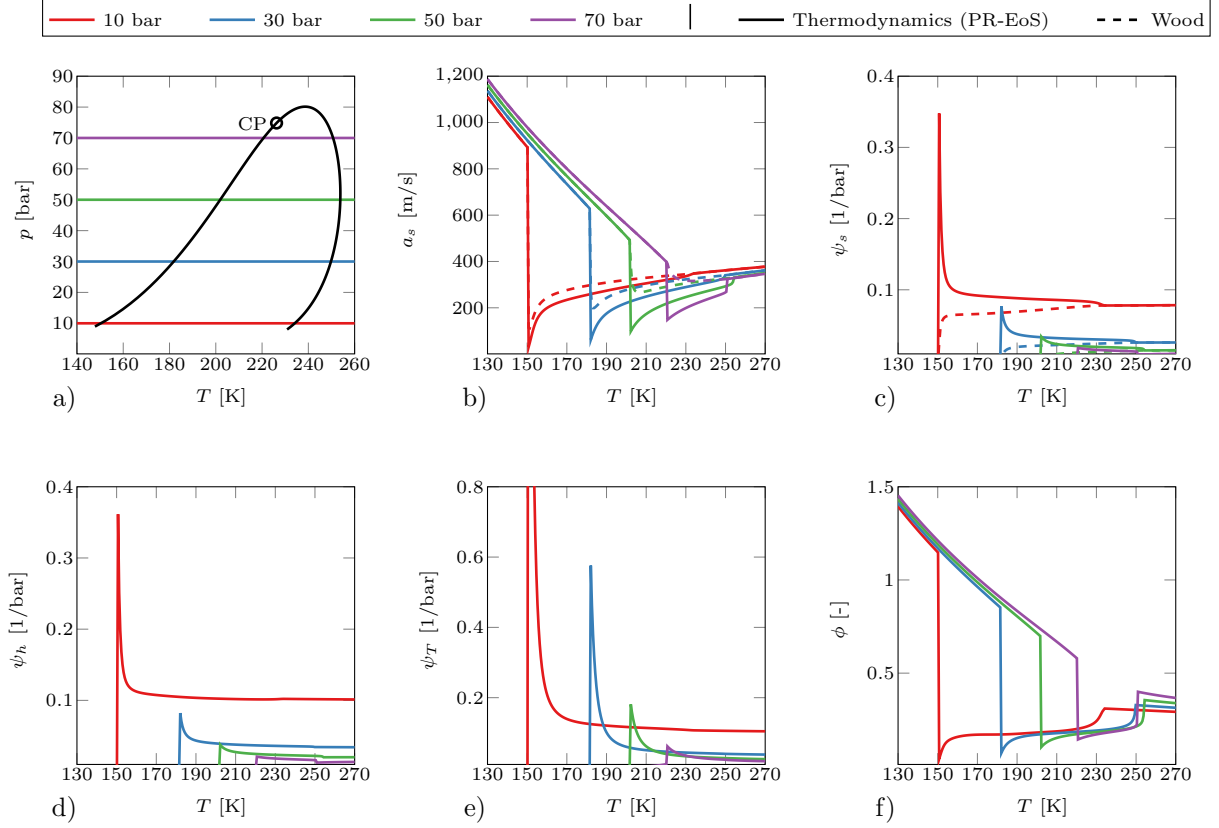 10 bar 30 bar 50 bar 70 bar Thermodynamics (PR-EoS) Wood
90
80
70
60
50
40
30
20
10
140 160 180 200 220 240 260
p [bar]
T [K]
CP
a)
1,200
1,000
800
600
400
200
130 150 170 190 210 230 250 270
a_s [m/s]
T [K]
b)
0.4
0.3
0.2
0.1
130 150 170 190 210 230 250 270
ψ_s [1/bar]
T [K]
c)
0.4
0.3
0.2
0.1
130 150 170 190 210 230 250 270
ψ_h [1/bar]
T [K]
d)
0.8
0.6
0.4
0.2
130 150 170 190 210 230 250 270
ψ_T [1/bar]
T [K]
e)
1.5
1
0.5
130 150 170 190 210 230 250 270
ϕ [-]
T [K]
f)